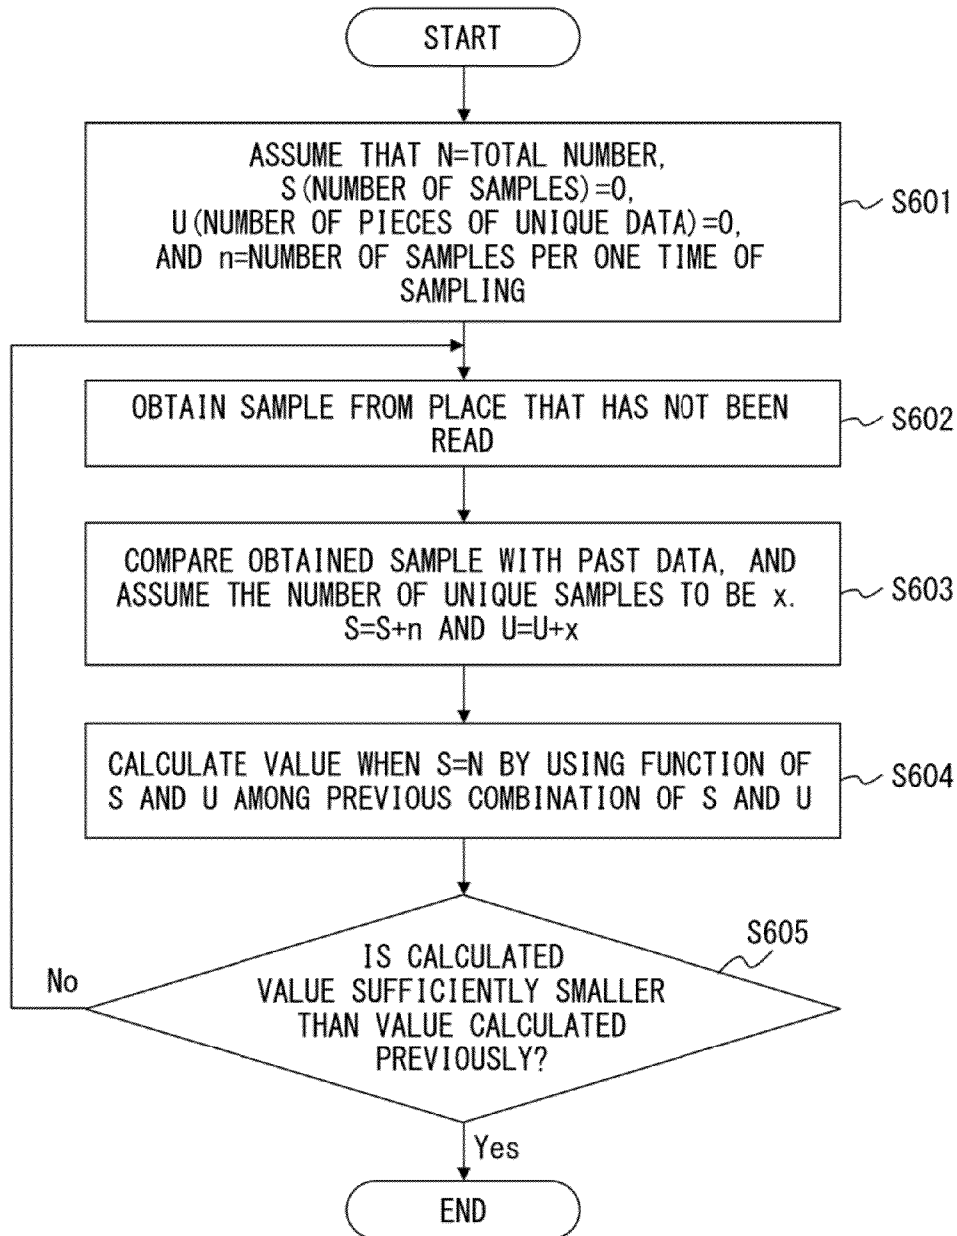 START
ASSUME THAT N=TOTAL NUMBER,
S(NUMBER OF SAMPLES)=0,
U(NUMBER OF PIECES OF UNIQUE DATA)=0,
AND n=NUMBER OF SAMPLES PER ONE TIME OF
SAMPLING
S601
OBTAIN SAMPLE FROM PLACE THAT HAS NOT BEEN
READ
S602
COMPARE OBTAINED SAMPLE WITH PAST DATA, AND
ASSUME THE NUMBER OF UNIQUE SAMPLES TO BE x.
S=S+n AND U=U+x
S603
CALCULATE VALUE WHEN S=N BY USING FUNCTION OF
S AND U AMONG PREVIOUS COMBINATION OF S AND U
S604
IS CALCULATED
VALUE SUFFICIENTLY SMALLER
THAN VALUE CALCULATED
PREVIOUSLY?
S605
No
Yes
END